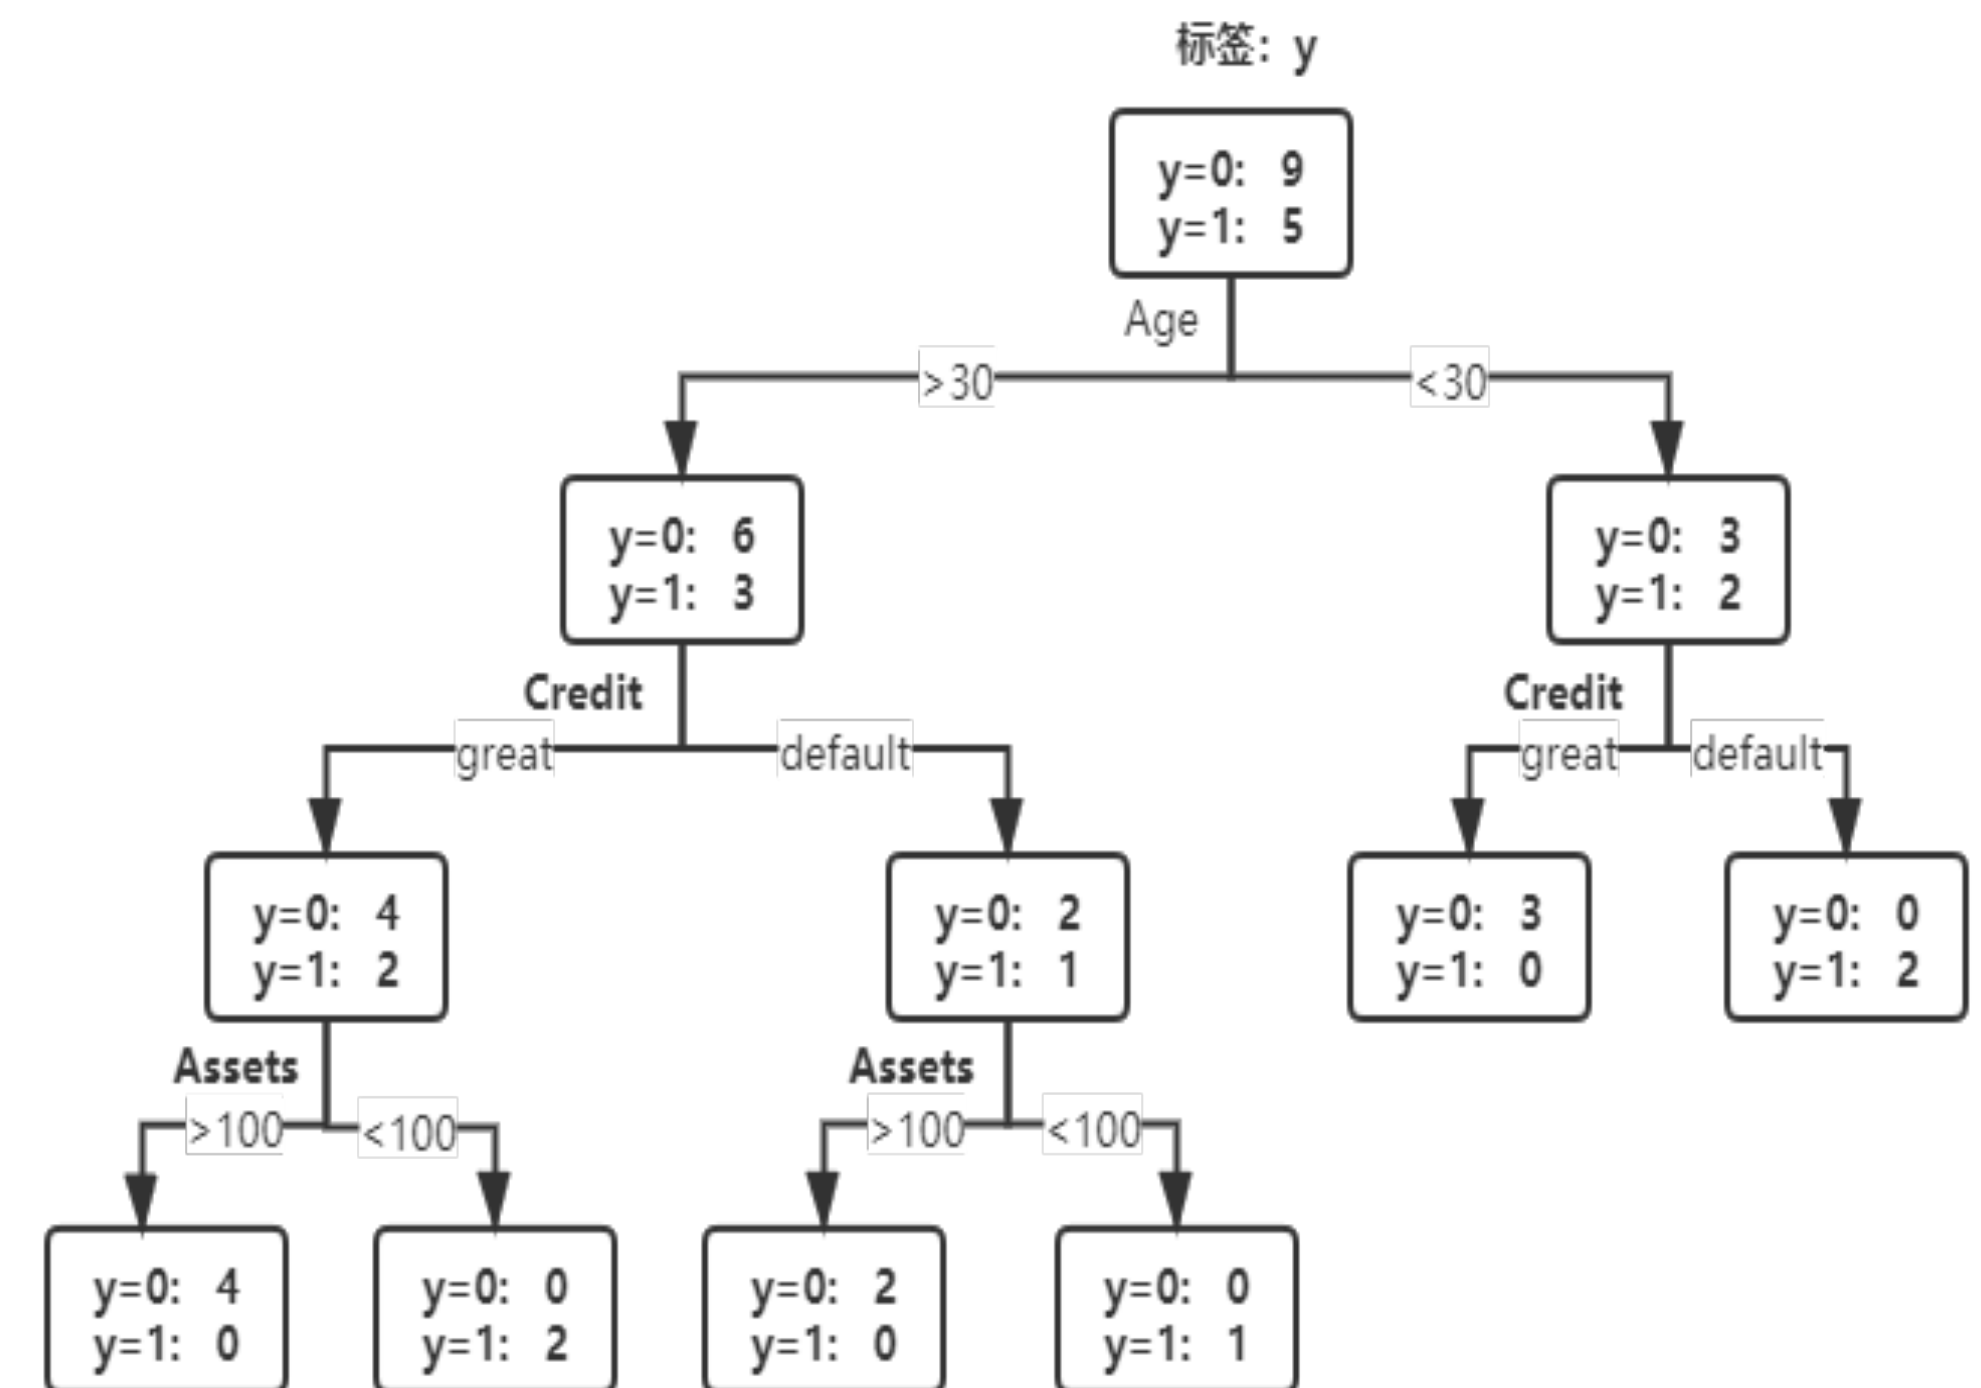 标签：y
y=0: 9
y=1: 5
Age
>30
<30
y=0: 6
y=1: 3
y=0: 3
y=1: 2
Credit
Credit
great
default
great
default
y=0: 4
y=1: 2
y=0: 2
y=1: 1
y=0: 3
y=1: 0
y=0: 0
y=1: 2
Assets
Assets
>100
<100
>100
<100
y=0: 4
y=1: 0
y=0: 0
y=1: 2
y=0: 2
y=1: 0
y=0: 0
y=1: 1